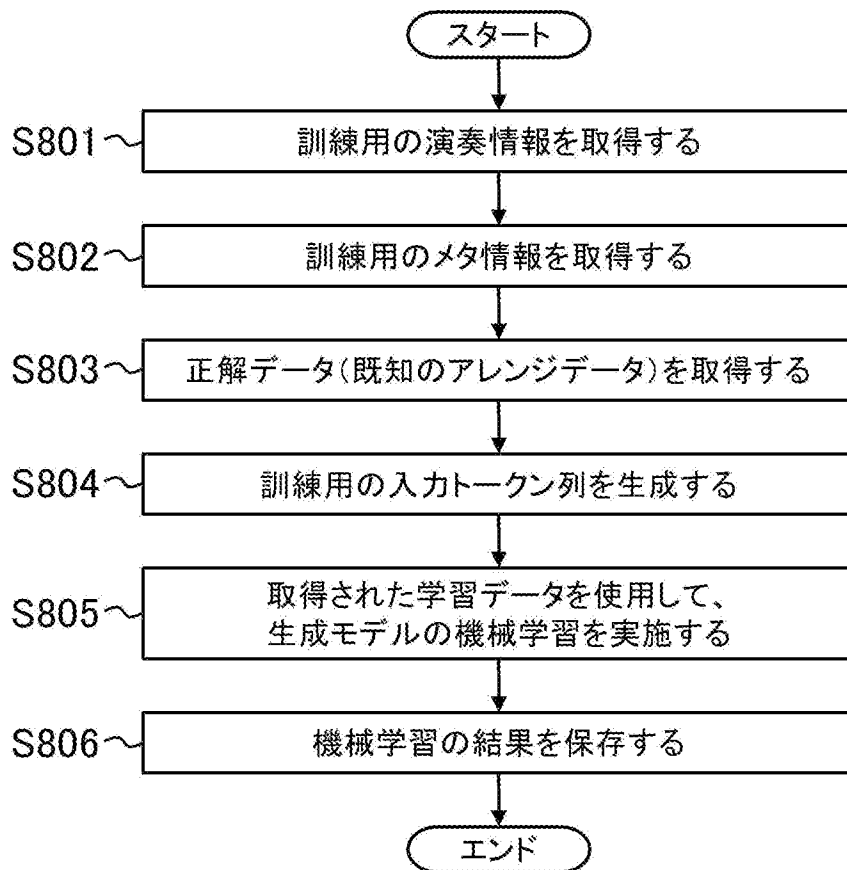 スタート
S801 訓練用の演奏情報を取得する
S802 訓練用のメタ情報を取得する
S803 正解データ(既知のアレンジデータ)を取得する
S804 訓練用の入力トークン列を生成する
S805 取得された学習データを使用して、
生成モデルの機械学習を実施する
S806 機械学習の結果を保存する
エンド